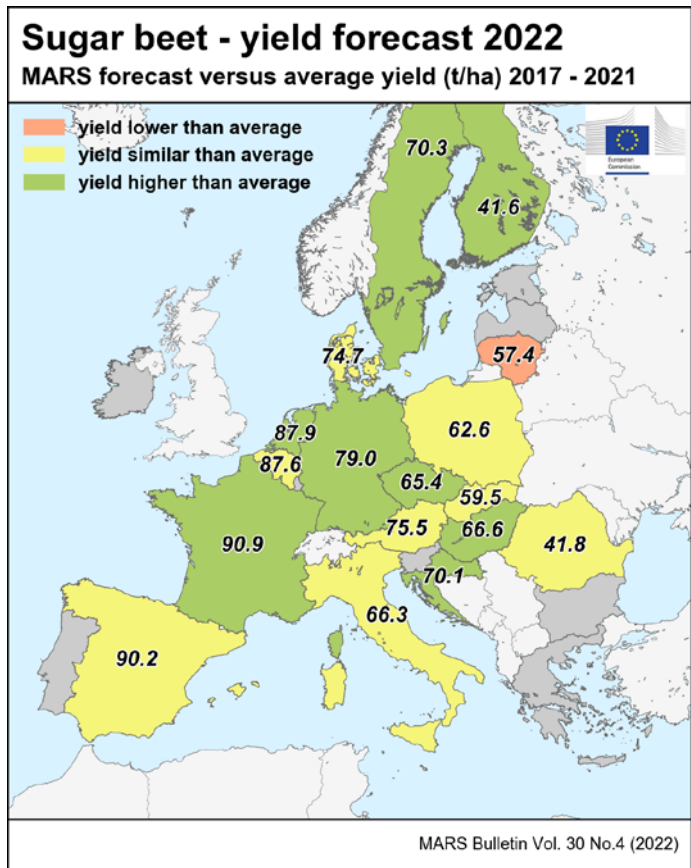 Sugar beet - yield forecast 2022
MARS forecast versus average yield (t/ha) 2017 - 2021
yield lower than average
yield similar than average
yield higher than average
European
Commission
70.3
41.6
57.4
74.7
87.9
79.0
62.6
87.6
65.4
59.5
75.5
66.6
90.9
41.8
70.1
66.3
90.2
MARS Bulletin Vol. 30 No.4 (2022)